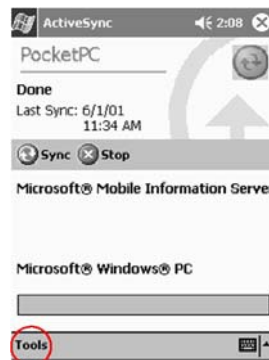 ActiveSync 2:08
PocketPC
Done
Last Sync: 6/1/01
11:34 AM
Sync Stop
Microsoft® Mobile Information Serve
Microsoft® Windows® PC
Tools